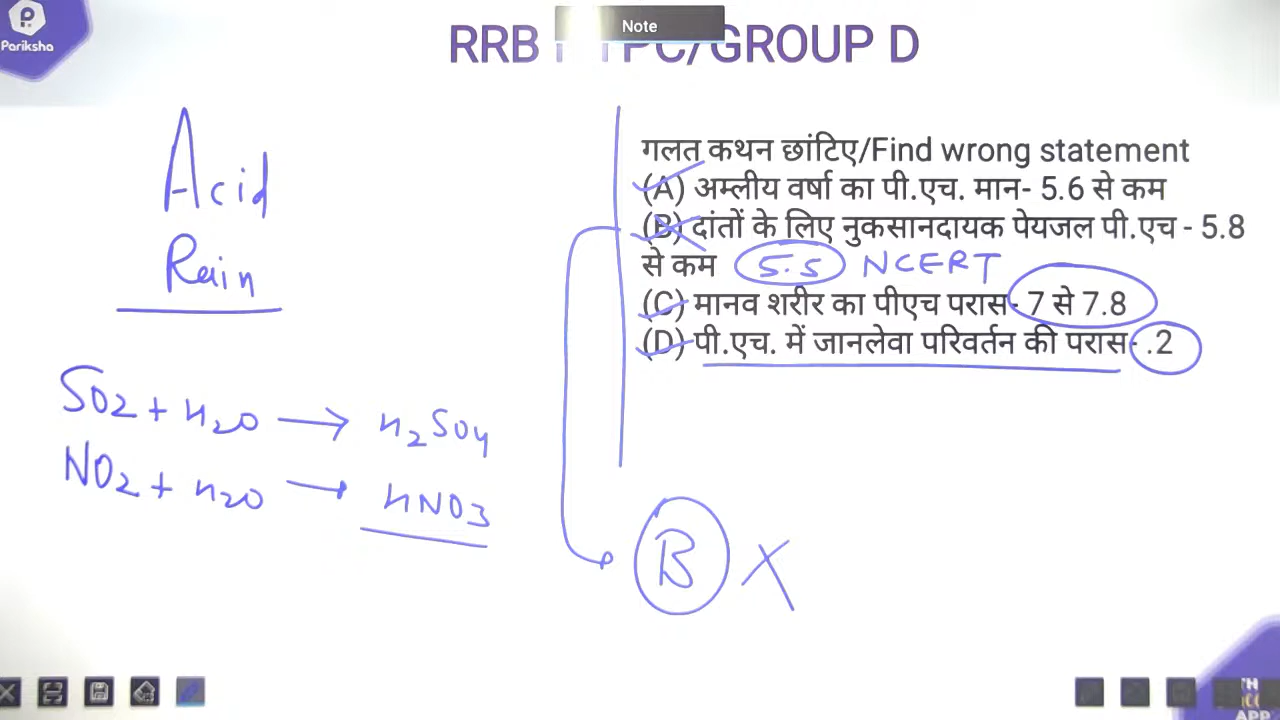 Pariksha
Note
RRB NTPC/GROUP D
Acid
Rain
SO2 + H2O → H2SO4
NO2 + H2O → HNO3
गलत कथन छांटिए/Find wrong statement
(A) अम्लीय वर्षा का पी.एच. मान- 5.6 से कम
(B) दांतों के लिए नुकसानदायक पेयजल पी.एच - 5.8
से कम 5.5 NCERT
(C) मानव शरीर का पीएच परास- 7 से 7.8
(D) पी.एच. में जानलेवा परिवर्तन की परास- .2
B X
APP